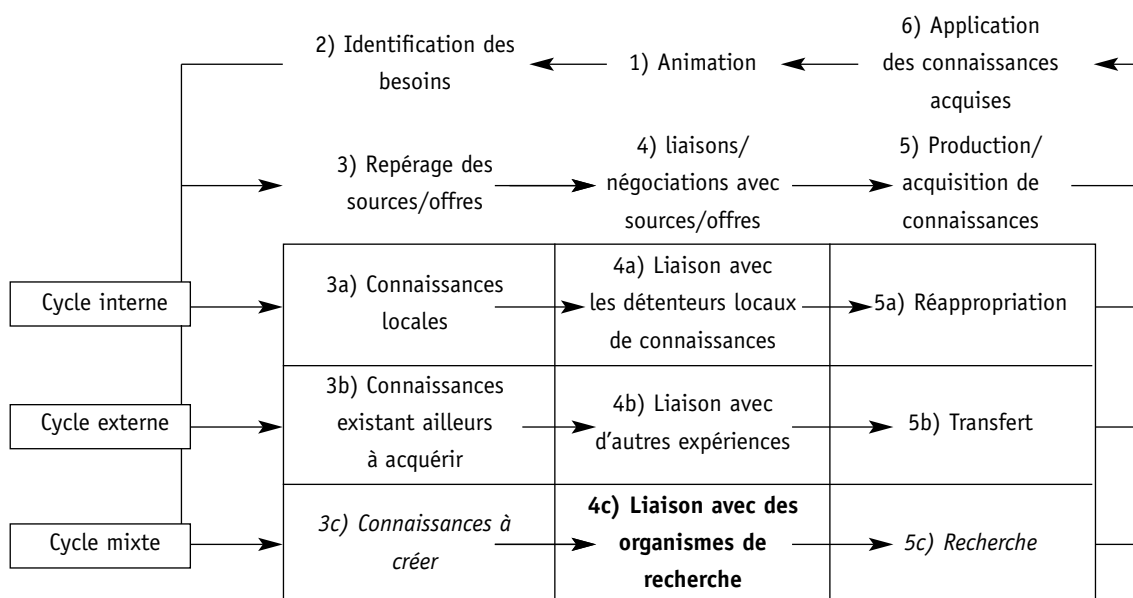 2) Identification des
besoins
1) Animation
6) Application
des connaissances
acquises
3) Repérage des
sources/offres
4) liaisons/
négociations avec
sources/offres
5) Production/
acquisition de
connaissances
Cycle interne
3a) Connaissances
locales
4a) Liaison avec
les détenteurs locaux
de connaissances
5a) Réappropriation
Cycle externe
3b) Connaissances
existant ailleurs
à acquérir
4b) Liaison avec
d'autres expériences
5b) Transfert
Cycle mixte
3c) Connaissances à
créer
4c) Liaison avec des
organismes de
recherche
5c) Recherche